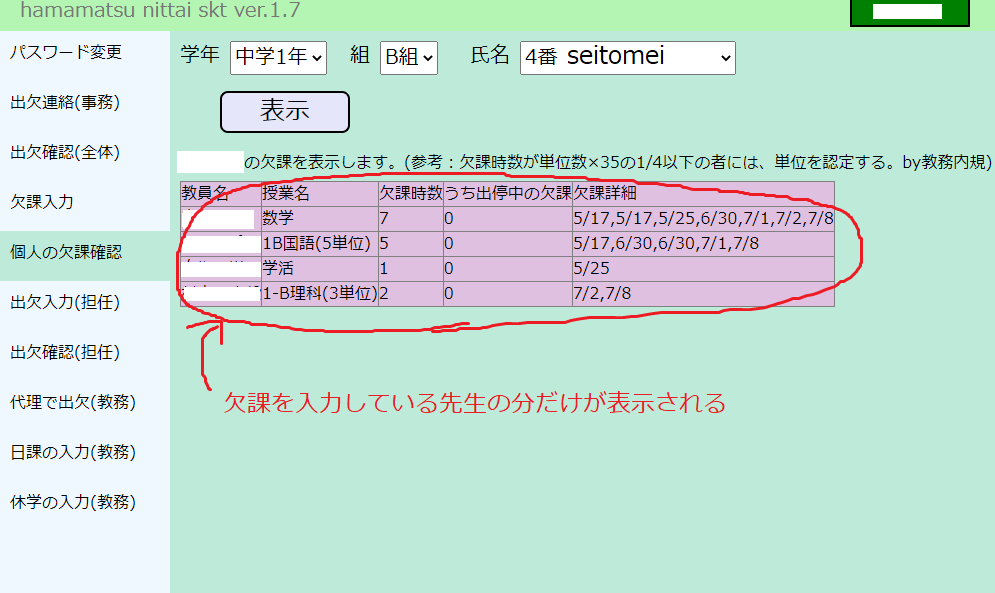 hamamatsu nittai skt ver.1.7
パスワード変更
出欠連絡(事務)
出欠確認(全体)
欠課入力
個人の欠課確認
出欠入力(担任)
出欠確認(担任)
代理で出欠(教務)
日課の入力(教務)
休学の入力(教務)
学年 中学1年 組 B組 氏名 4番 seitomei
表示
の欠課を表示します。(参考：欠課時数が単位数×35の1/4以下の者には、単位を認定する。by教務内規)
教員名 授業名 欠課時数 うち出停中の欠課 欠課詳細
数学 7 0 5/17,5/17,5/25,6/30,7/1,7/2,7/8
1B国語(5単位) 5 0 5/17,6/30,6/30,7/1,7/8
学活 1 0 5/25
1-B理科(3単位) 2 0 7/2,7/8
欠課を入力している先生の分だけが表示される